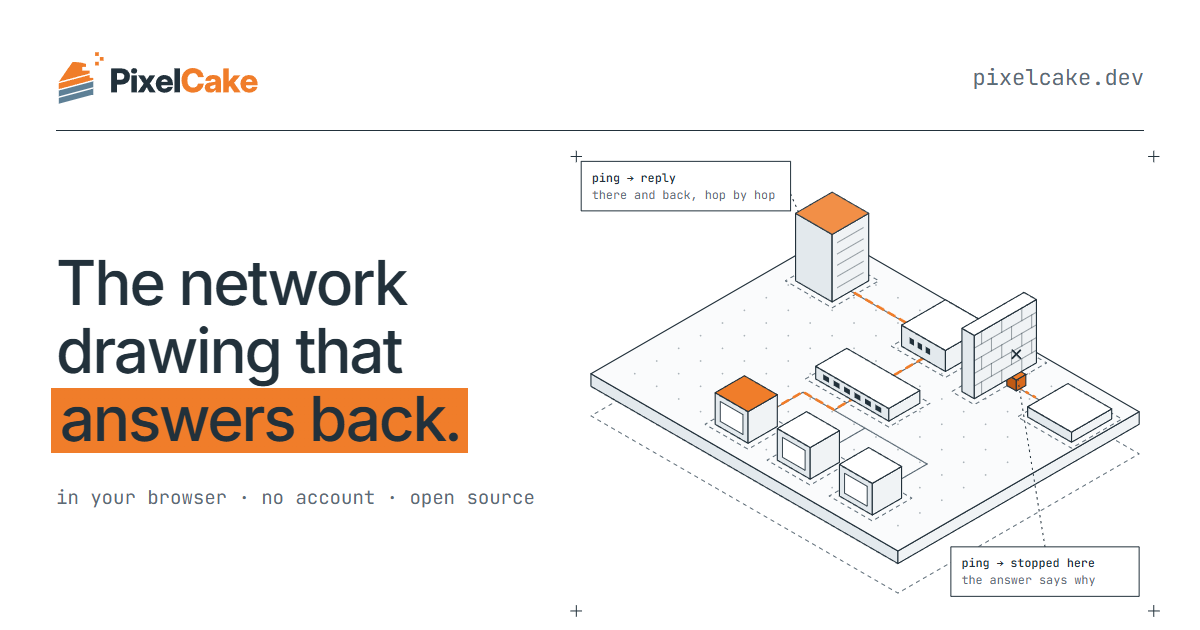 PixelCake
pixelcake.dev
ping → reply
there and back, hop by hop
The network
drawing that
answers back.
in your browser · no account · open source
ping → stopped here
the answer says why